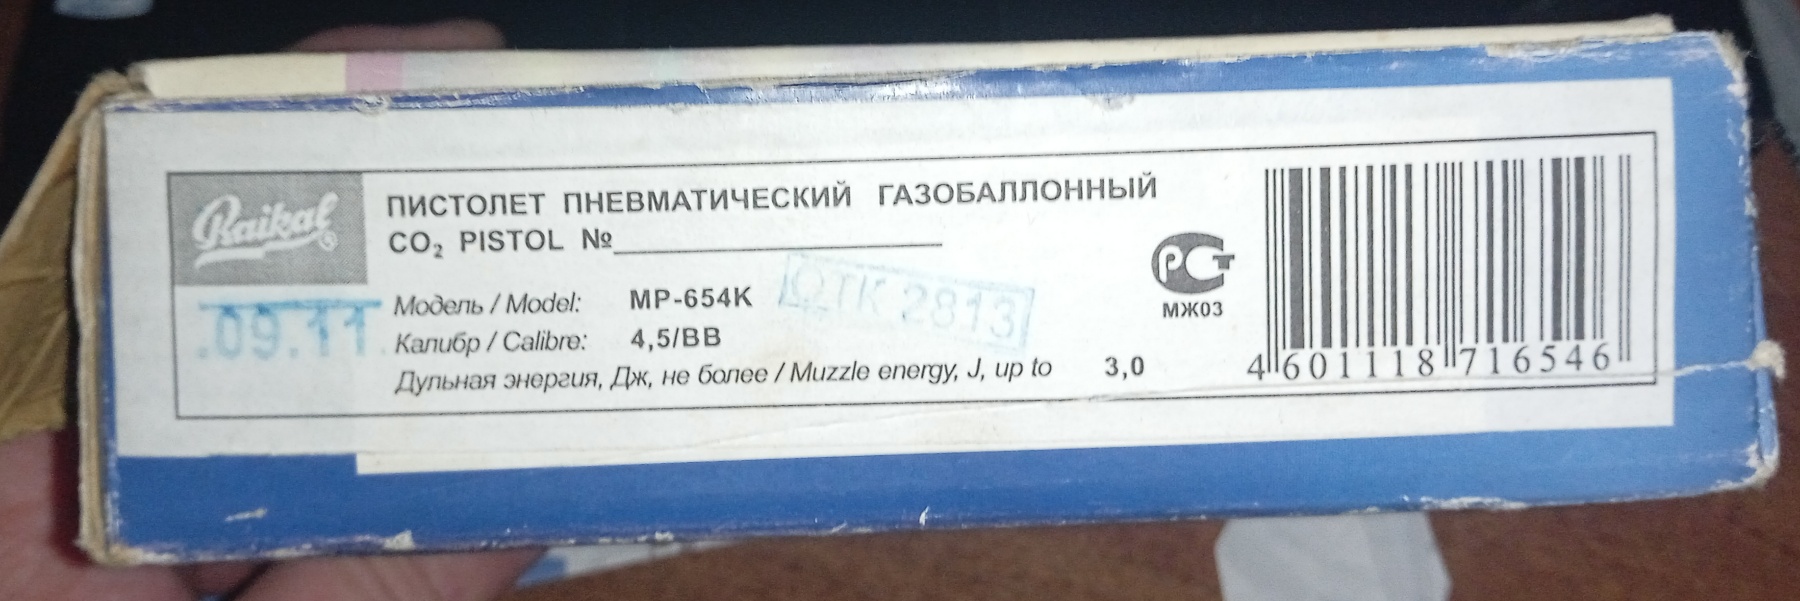 Baikal
ПИСТОЛЕТ ПНЕВМАТИЧЕСКИЙ ГАЗОБАЛЛОННЫЙ
CO₂ PISTOL №
Модель / Model: MP-654K
ОТК 2813
.09.11.
Калибр / Calibre: 4,5/BB
Дульная энергия, Дж, не более / Muzzle energy, J, up to 3,0
РСТ
МЖ03
4 601118 716546